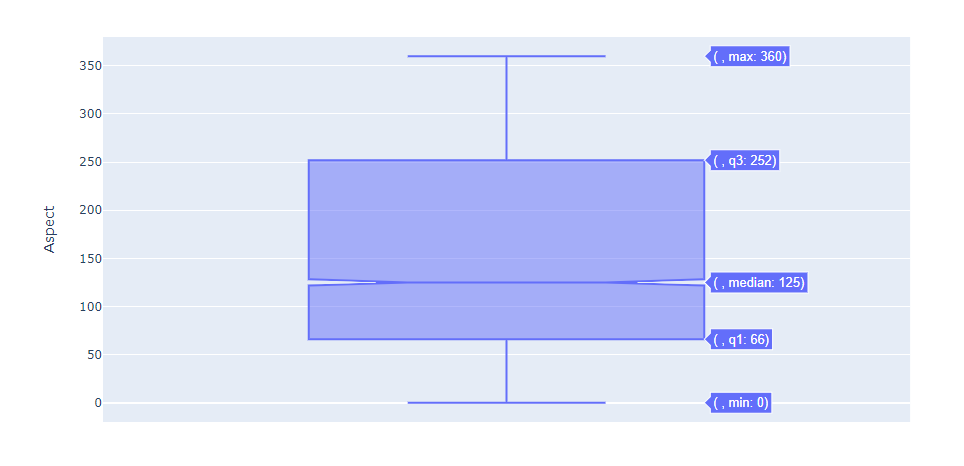 350
300
250
200
150
100
50
0
Aspect
( , max: 360)
( , q3: 252)
( , median: 125)
( , q1: 66)
( , min: 0)